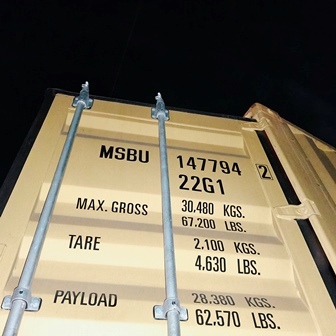 MSBU 147794 2
22G1
MAX. GROSS 30.480 KGS.
67.200 LBS.
TARE 2.100 KGS.
4.630 LBS.
PAYLOAD 28.380 KGS.
62.570 LBS.